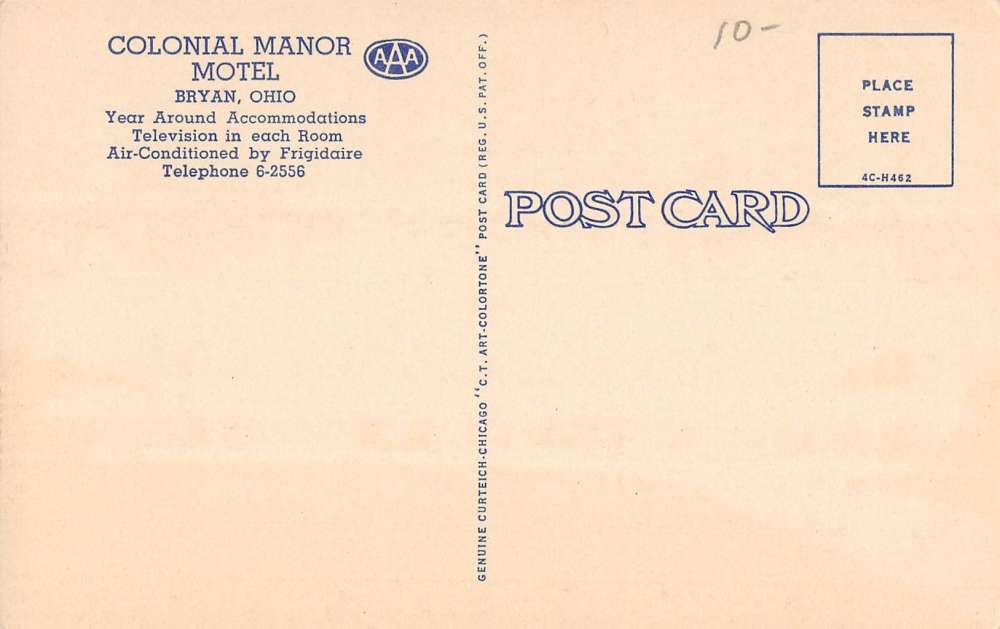 COLONIAL MANOR
MOTEL
AAA
BRYAN, OHIO
Year Around Accommodations
Television in each Room
Air-Conditioned by Frigidaire
Telephone 6-2556
GENUINE CURTEICH-CHICAGO "C.T. ART-COLORTONE" POST CARD (REG. U.S. PAT. OFF.)
10-
PLACE
STAMP
HERE
4C-H462
POST CARD